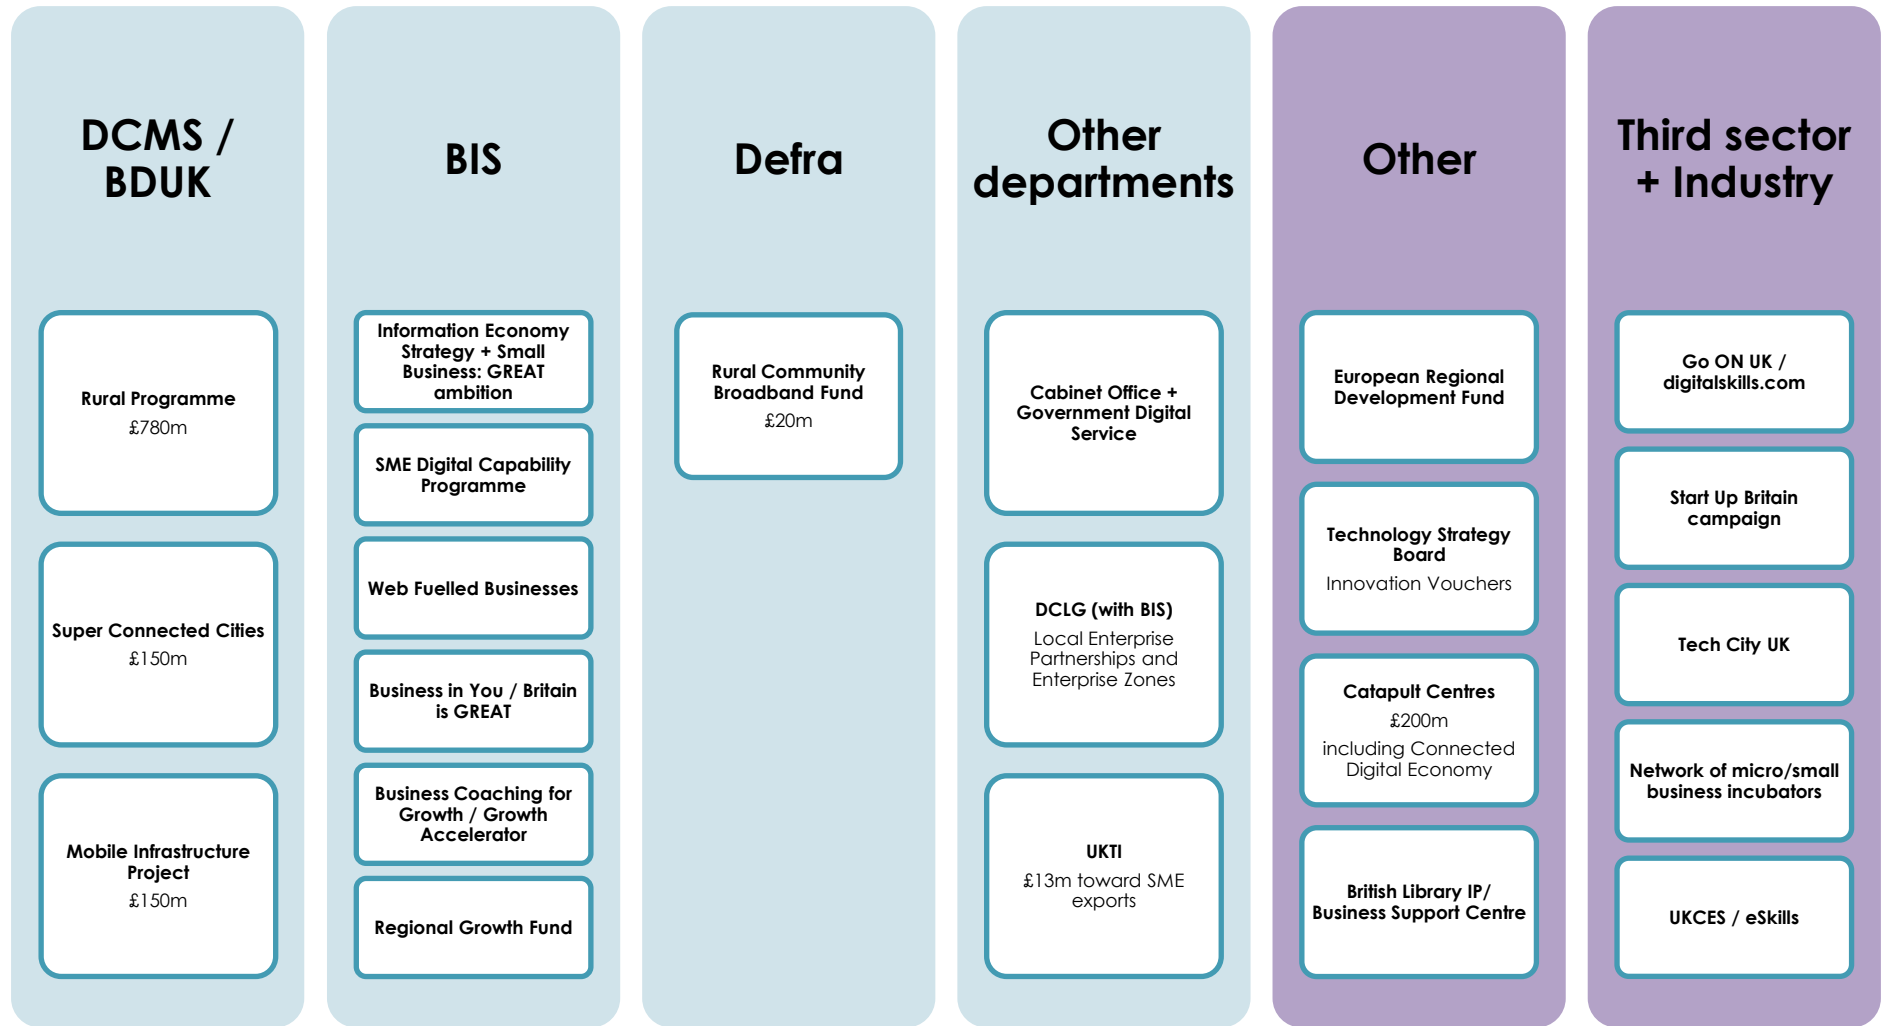 DCMS /
BDUK
Rural Programme
£780m
Super Connected Cities
£150m
Mobile Infrastructure
Project
£150m
BIS
Information Economy
Strategy + Small
Business: GREAT
ambition
SME Digital Capability
Programme
Web Fuelled Businesses
Business in You / Britain
is GREAT
Business Coaching for
Growth / Growth
Accelerator
Regional Growth Fund
Defra
Rural Community
Broadband Fund
£20m
Other
departments
Cabinet Office +
Government Digital
Service
DCLG (with BIS)
Local Enterprise
Partnerships and
Enterprise Zones
UKTI
£13m toward SME
exports
Other
European Regional
Development Fund
Technology Strategy
Board
Innovation Vouchers
Catapult Centres
£200m
including Connected
Digital Economy
British Library IP/
Business Support Centre
Third sector
+ Industry
Go ON UK /
digitalskills.com
Start Up Britain
campaign
Tech City UK
Network of micro/small
business incubators
UKCES / eSkills